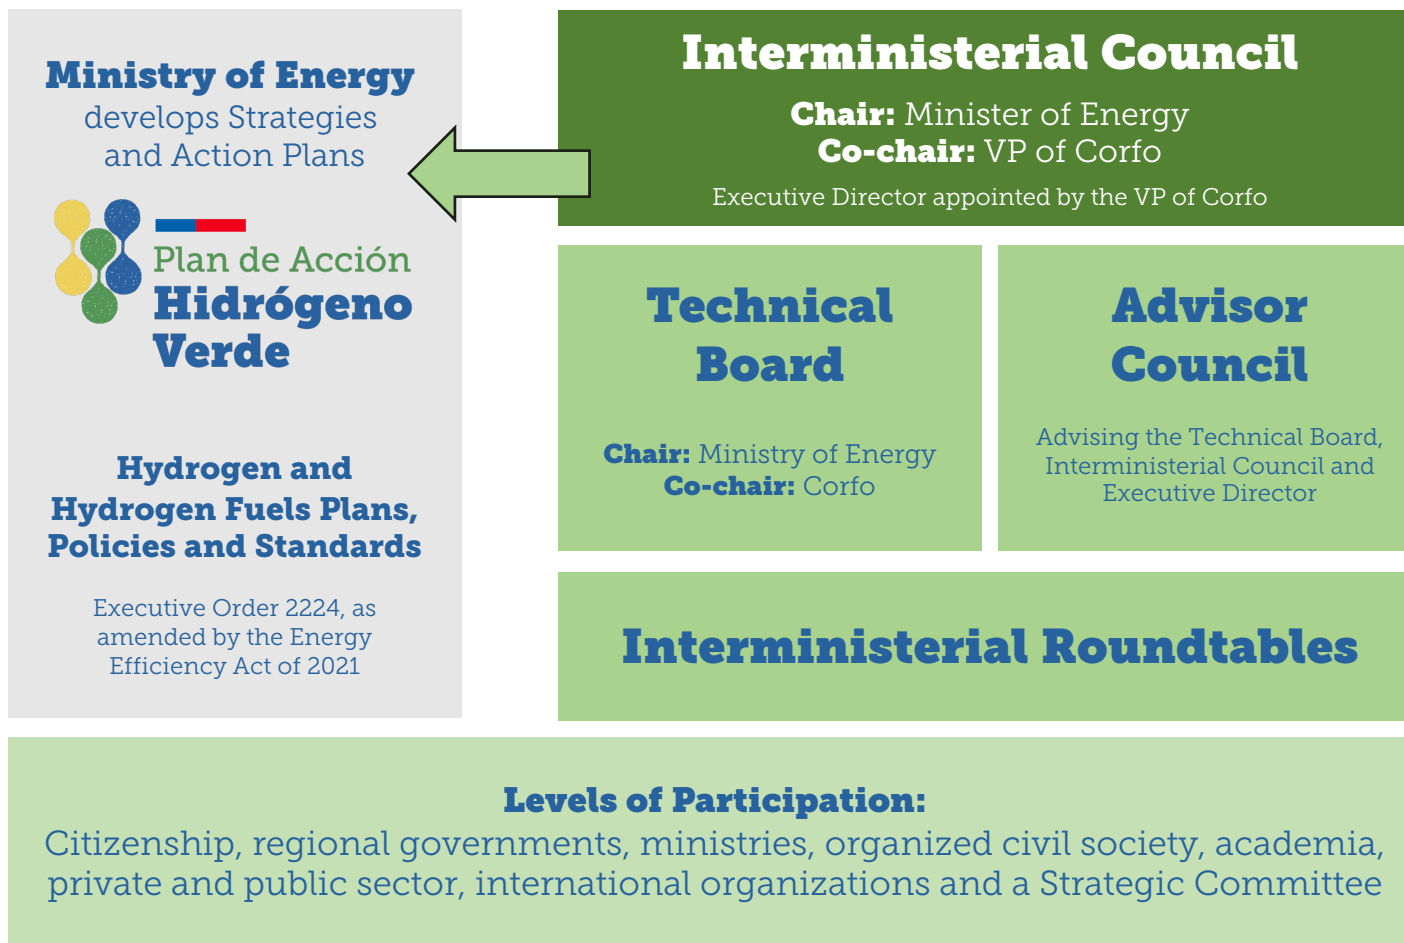 Ministry of Energy
develops Strategies
and Action Plans
Plan de Acción
Hidrógeno
Verde
Hydrogen and
Hydrogen Fuels Plans,
Policies and Standards
Executive Order 2224, as
amended by the Energy
Efficiency Act of 2021
Interministerial Council
Chair: Minister of Energy
Co-chair: VP of Corfo
Executive Director appointed by the VP of Corfo
Technical
Board
Chair: Ministry of Energy
Co-chair: Corfo
Advisor
Council
Advising the Technical Board,
Interministerial Council and
Executive Director
Interministerial Roundtables
Levels of Participation:
Citizenship, regional governments, ministries, organized civil society, academia,
private and public sector, international organizations and a Strategic Committee